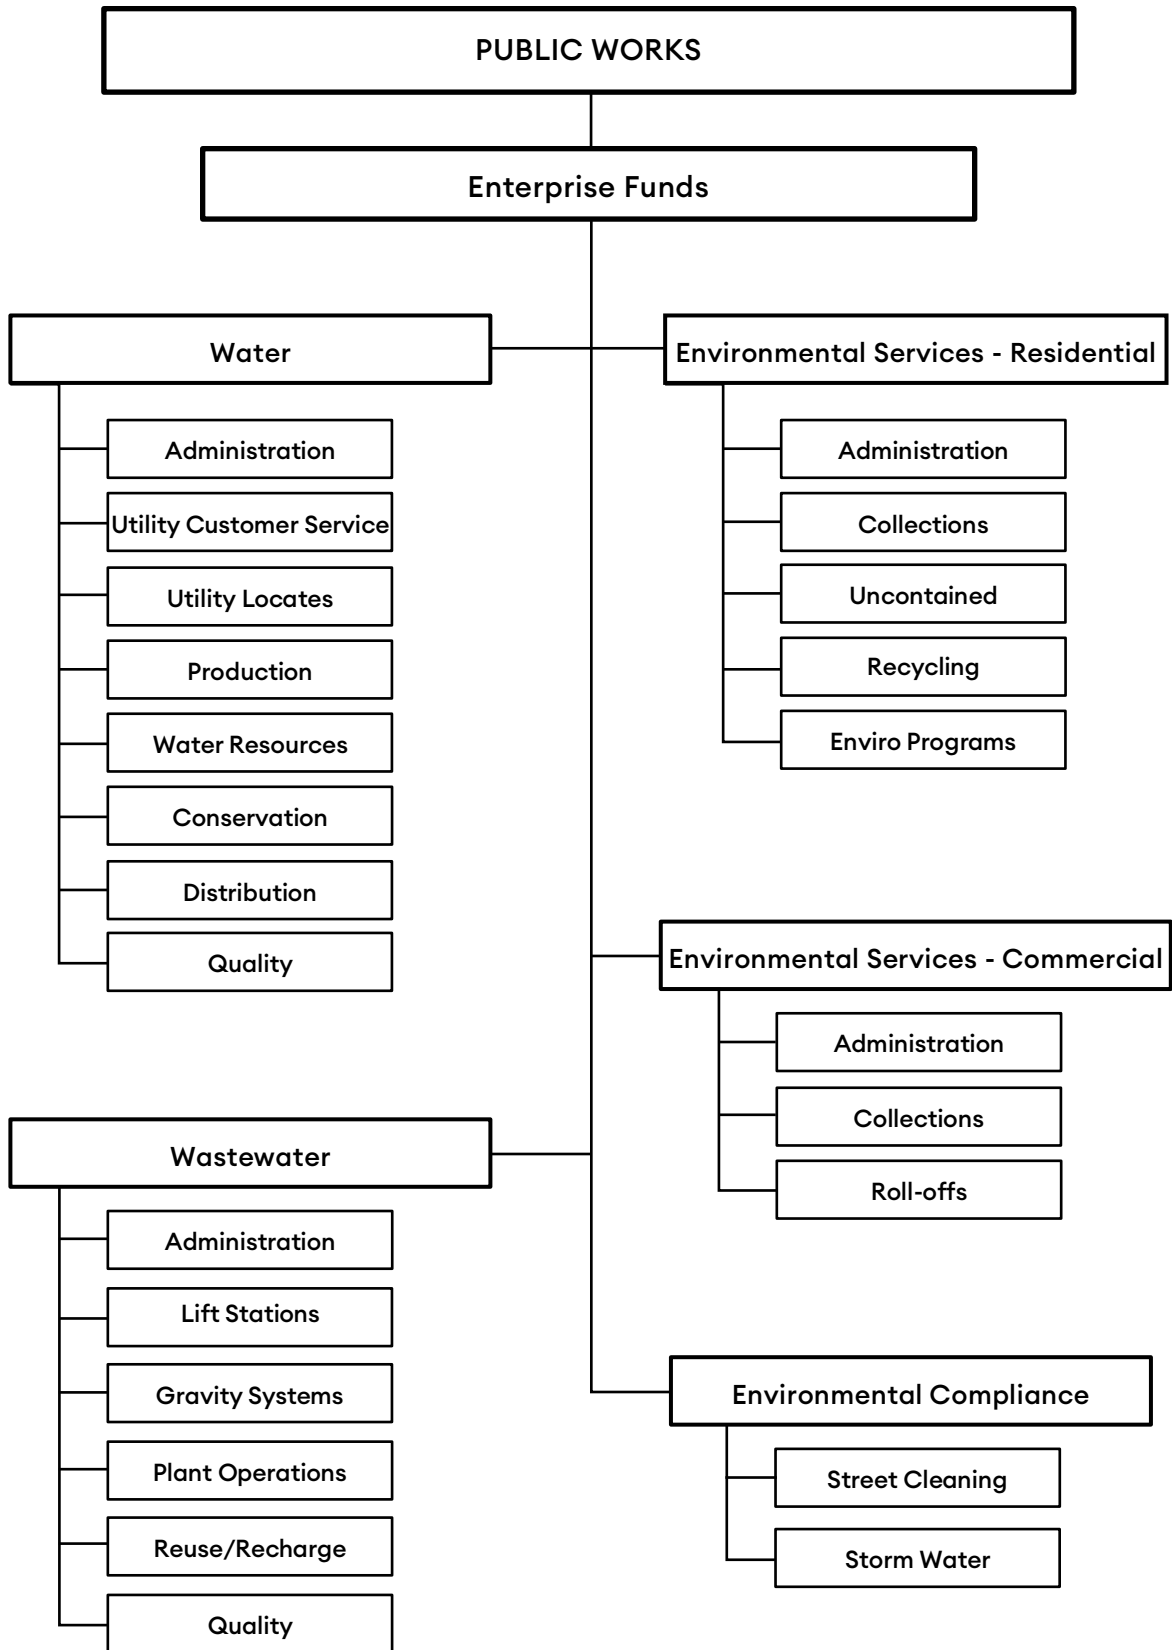 PUBLIC WORKS
Enterprise Funds
Water
Administration
Utility Customer Service
Utility Locates
Production
Water Resources
Conservation
Distribution
Quality
Wastewater
Administration
Lift Stations
Gravity Systems
Plant Operations
Reuse/Recharge
Quality
Environmental Services - Residential
Administration
Collections
Uncontained
Recycling
Enviro Programs
Environmental Services - Commercial
Administration
Collections
Roll-offs
Environmental Compliance
Street Cleaning
Storm Water